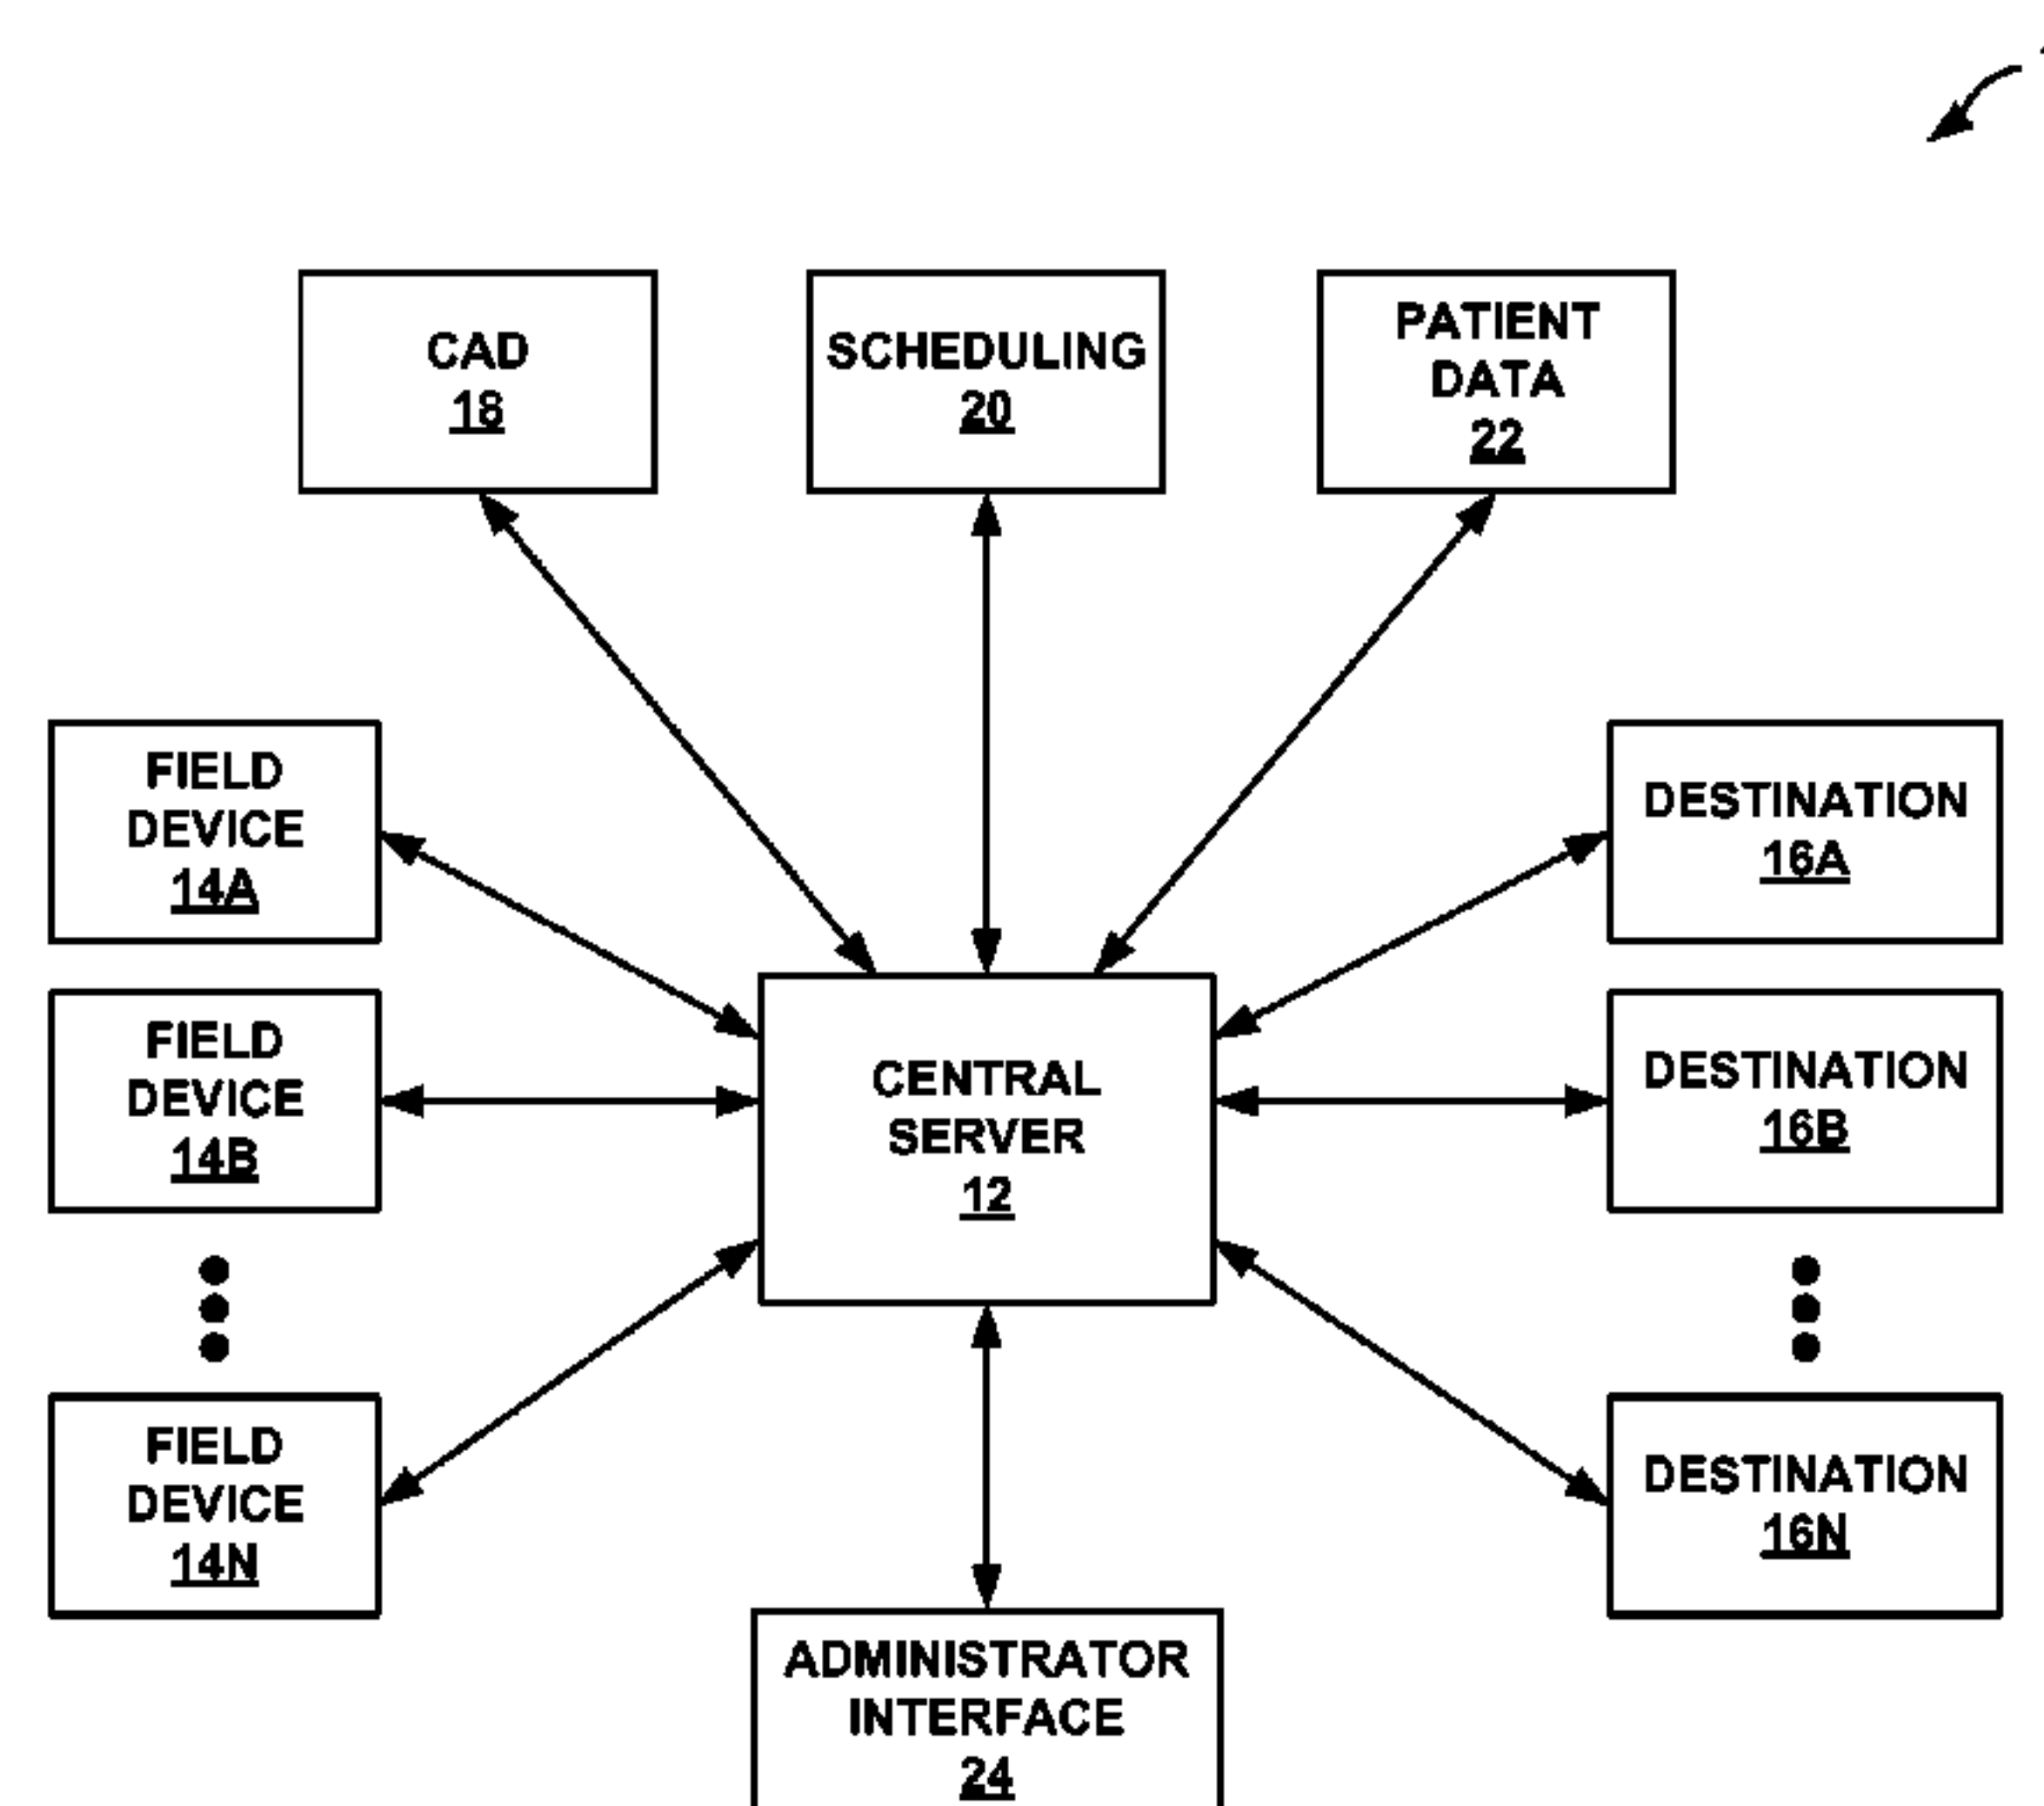 CAD
18
SCHEDULING
20
PATIENT
DATA
22
FIELD
DEVICE
14A
DESTINATION
16A
FIELD
DEVICE
14B
CENTRAL
SERVER
12
DESTINATION
16B
FIELD
DEVICE
14N
DESTINATION
16N
ADMINISTRATOR
INTERFACE
24